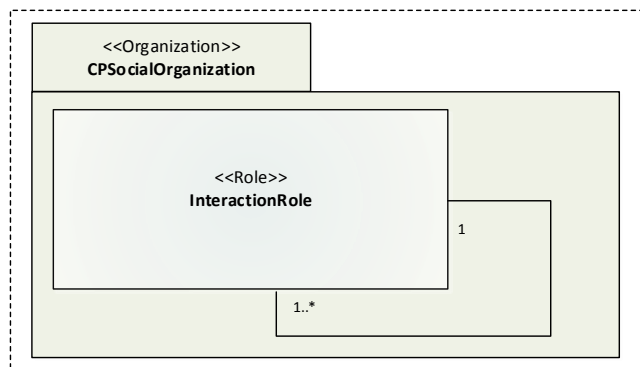 <<Organization>>
CPSocialOrganization
<<Role>>
InteractionRole
1
1..*